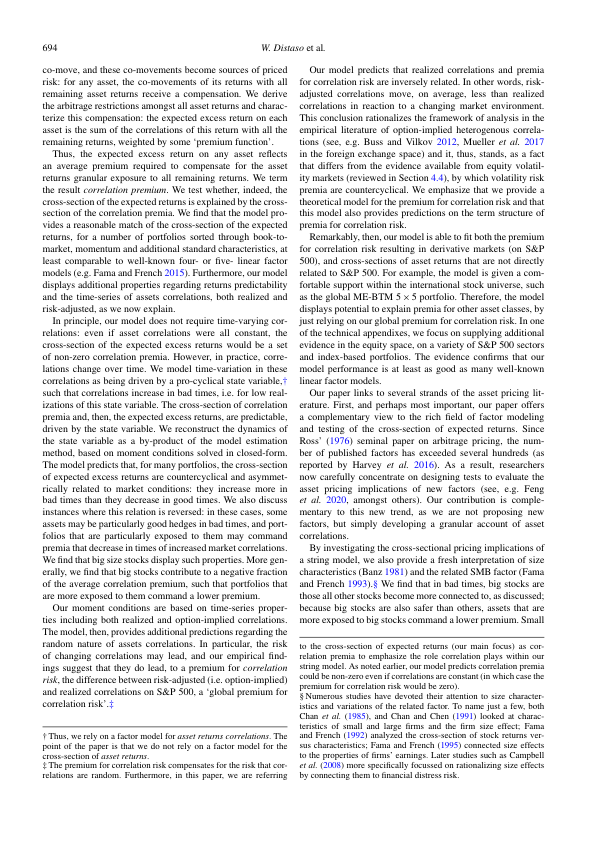 694
W. Distaso et al.
co-move, and these co-movements become sources of priced
risk: for any asset, the co-movements of its returns with all
remaining asset returns receive a compensation. We derive
the arbitrage restrictions amongst all asset returns and charac-
terize this compensation: the expected excess return on each
asset is the sum of the correlations of this return with all the
remaining returns, weighted by some ‘premium function’.
Thus, the expected excess return on any asset reflects
an average premium required to compensate for the asset
returns granular exposure to all remaining returns. We term
the result correlation premium. We test whether, indeed, the
cross-section of the expected returns is explained by the cross-
section of the correlation premia. We find that the model pro-
vides a reasonable match of the cross-section of the expected
returns, for a number of portfolios sorted through book-to-
market, momentum and additional standard characteristics, at
least comparable to well-known four- or five- linear factor
models (e.g. Fama and French 2015). Furthermore, our model
displays additional properties regarding returns predictability
and the time-series of assets correlations, both realized and
risk-adjusted, as we now explain.
In principle, our model does not require time-varying cor-
relations: even if asset correlations were all constant, the
cross-section of the expected excess returns would be a set
of non-zero correlation premia. However, in practice, corre-
lations change over time. We model time-variation in these
correlations as being driven by a pro-cyclical state variable,†
such that correlations increase in bad times, i.e. for low real-
izations of this state variable. The cross-section of correlation
premia and, then, the expected excess returns, are predictable,
driven by the state variable. We reconstruct the dynamics of
the state variable as a by-product of the model estimation
method, based on moment conditions solved in closed-form.
The model predicts that, for many portfolios, the cross-section
of expected excess returns are countercyclical and asymmet-
rically related to market conditions: they increase more in
bad times than they decrease in good times. We also discuss
instances where this relation is reversed: in these cases, some
assets may be particularly good hedges in bad times, and port-
folios that are particularly exposed to them may command
premia that decrease in times of increased market correlations.
We find that big size stocks display such properties. More gen-
erally, we find that big stocks contribute to a negative fraction
of the average correlation premium, such that portfolios that
are more exposed to them command a lower premium.
Our moment conditions are based on time-series proper-
ties including both realized and option-implied correlations.
The model, then, provides additional predictions regarding the
random nature of assets correlations. In particular, the risk
of changing correlations may lead, and our empirical find-
ings suggest that they do lead, to a premium for correlation
risk, the difference between risk-adjusted (i.e. option-implied)
and realized correlations on S&P 500, a ‘global premium for
correlation risk’.‡
† Thus, we rely on a factor model for asset returns correlations. The
point of the paper is that we do not rely on a factor model for the
cross-section of asset returns.
‡ The premium for correlation risk compensates for the risk that cor-
relations are random. Furthermore, in this paper, we are referring
Our model predicts that realized correlations and premia
for correlation risk are inversely related. In other words, risk-
adjusted correlations move, on average, less than realized
correlations in reaction to a changing market environment.
This conclusion rationalizes the framework of analysis in the
empirical literature of option-implied heterogenous correla-
tions (see, e.g. Buss and Vilkov 2012, Mueller et al. 2017
in the foreign exchange space) and it, thus, stands, as a fact
that differs from the evidence available from equity volatil-
ity markets (reviewed in Section 4.4), by which volatility risk
premia are countercyclical. We emphasize that we provide a
theoretical model for the premium for correlation risk and that
this model also provides predictions on the term structure of
premia for correlation risk.
Remarkably, then, our model is able to fit both the premium
for correlation risk resulting in derivative markets (on S&P
500), and cross-sections of asset returns that are not directly
related to S&P 500. For example, the model is given a com-
fortable support within the international stock universe, such
as the global ME-BTM 5 × 5 portfolio. Therefore, the model
displays potential to explain premia for other asset classes, by
just relying on our global premium for correlation risk. In one
of the technical appendixes, we focus on supplying additional
evidence in the equity space, on a variety of S&P 500 sectors
and index-based portfolios. The evidence confirms that our
model performance is at least as good as many well-known
linear factor models.
Our paper links to several strands of the asset pricing lit-
erature. First, and perhaps most important, our paper offers
a complementary view to the rich field of factor modeling
and testing of the cross-section of expected returns. Since
Ross’ (1976) seminal paper on arbitrage pricing, the num-
ber of published factors has exceeded several hundreds (as
reported by Harvey et al. 2016). As a result, researchers
now carefully concentrate on designing tests to evaluate the
asset pricing implications of new factors (see, e.g. Feng
et al. 2020, amongst others). Our contribution is comple-
mentary to this new trend, as we are not proposing new
factors, but simply developing a granular account of asset
correlations.
By investigating the cross-sectional pricing implications of
a string model, we also provide a fresh interpretation of size
characteristics (Banz 1981) and the related SMB factor (Fama
and French 1993).§ We find that in bad times, big stocks are
those all other stocks become more connected to, as discussed;
because big stocks are also safer than others, assets that are
more exposed to big stocks command a lower premium. Small
to the cross-section of expected returns (our main focus) as cor-
relation premia to emphasize the role correlation plays within our
string model. As noted earlier, our model predicts correlation premia
could be non-zero even if correlations are constant (in which case the
premium for correlation risk would be zero).
§ Numerous studies have devoted their attention to size character-
istics and variations of the related factor. To name just a few, both
Chan et al. (1985), and Chan and Chen (1991) looked at charac-
teristics of small and large firms and the firm size effect; Fama
and French (1992) analyzed the cross-section of stock returns ver-
sus characteristics; Fama and French (1995) connected size effects
to the properties of firms’ earnings. Later studies such as Campbell
et al. (2008) more specifically focussed on rationalizing size effects
by connecting them to financial distress risk.